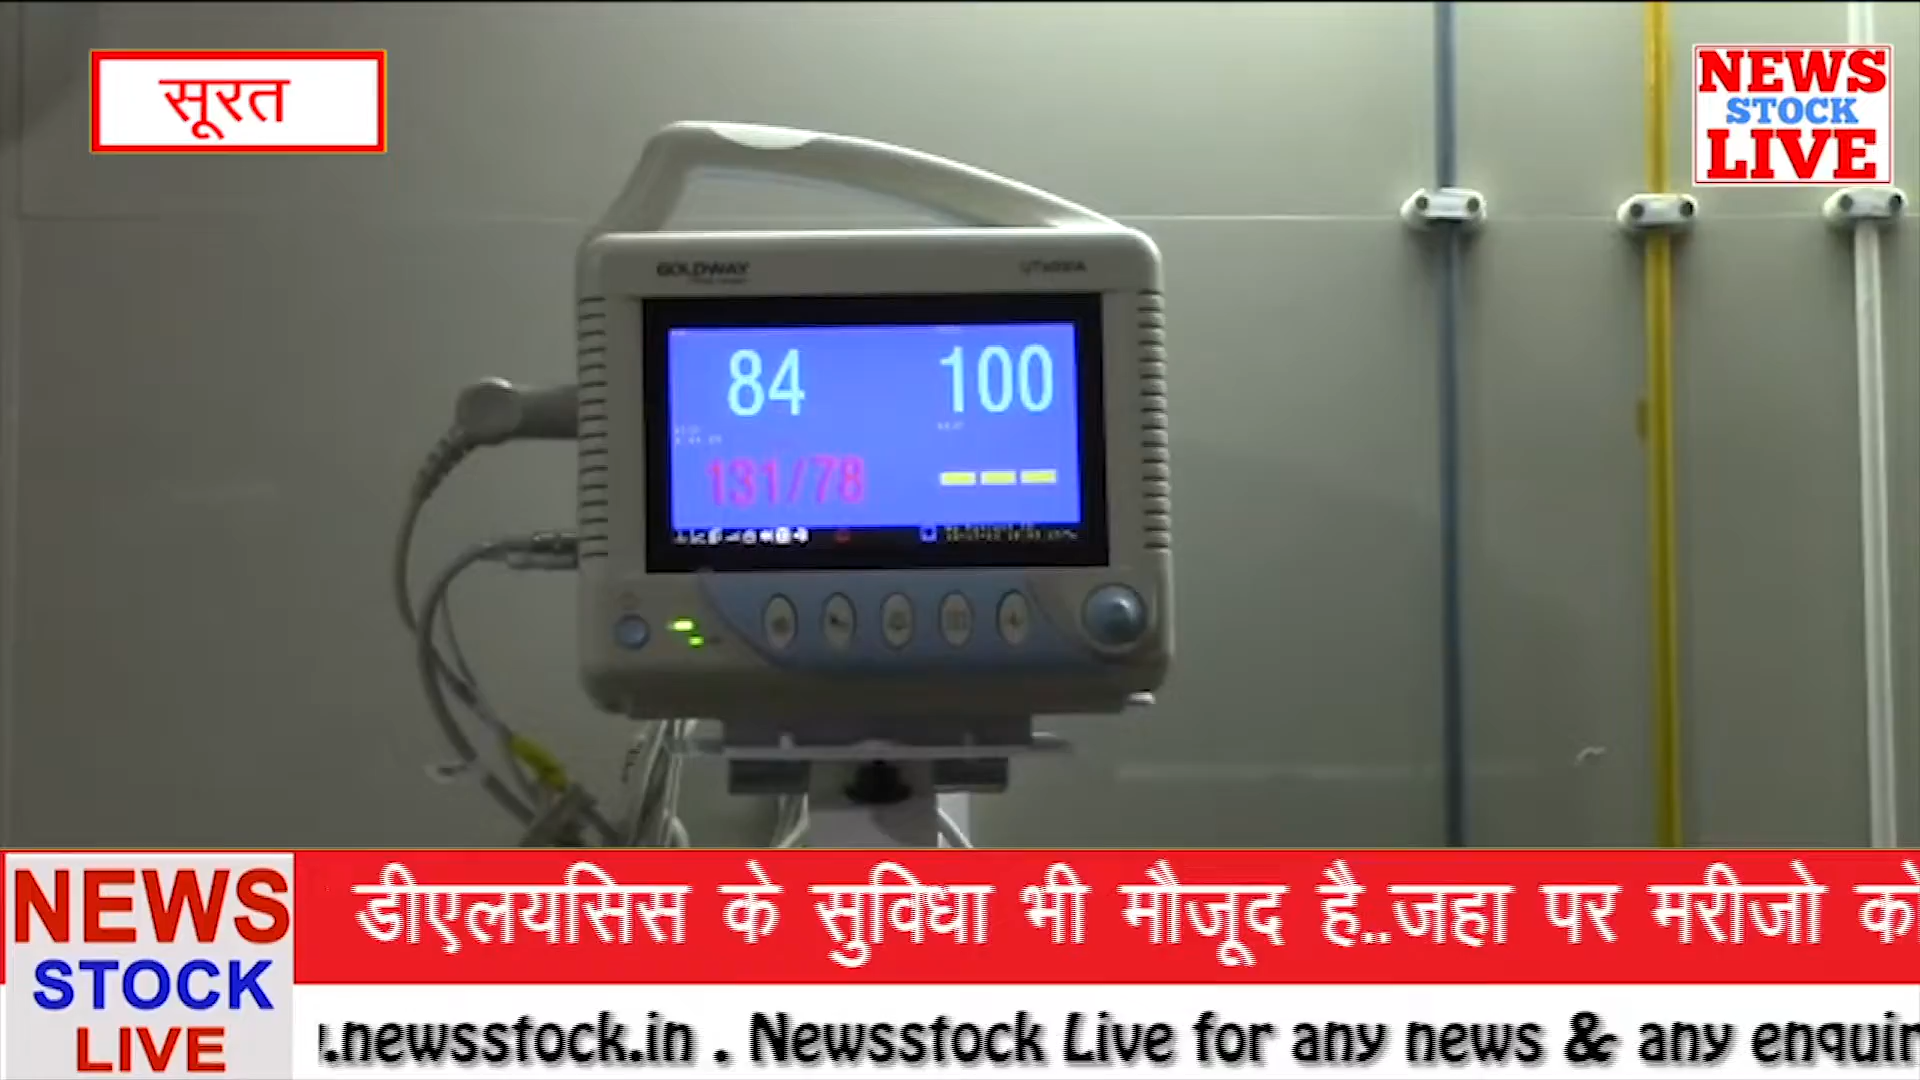 सूरत
NEWS
STOCK
LIVE
GOLDWAY
84
100
131/78
डीएलयसिस के सुविधा भी मौजूद है..जहा पर मरीजो को
NEWS
STOCK
LIVE
.newsstock.in . Newsstock Live for any news & any enquir